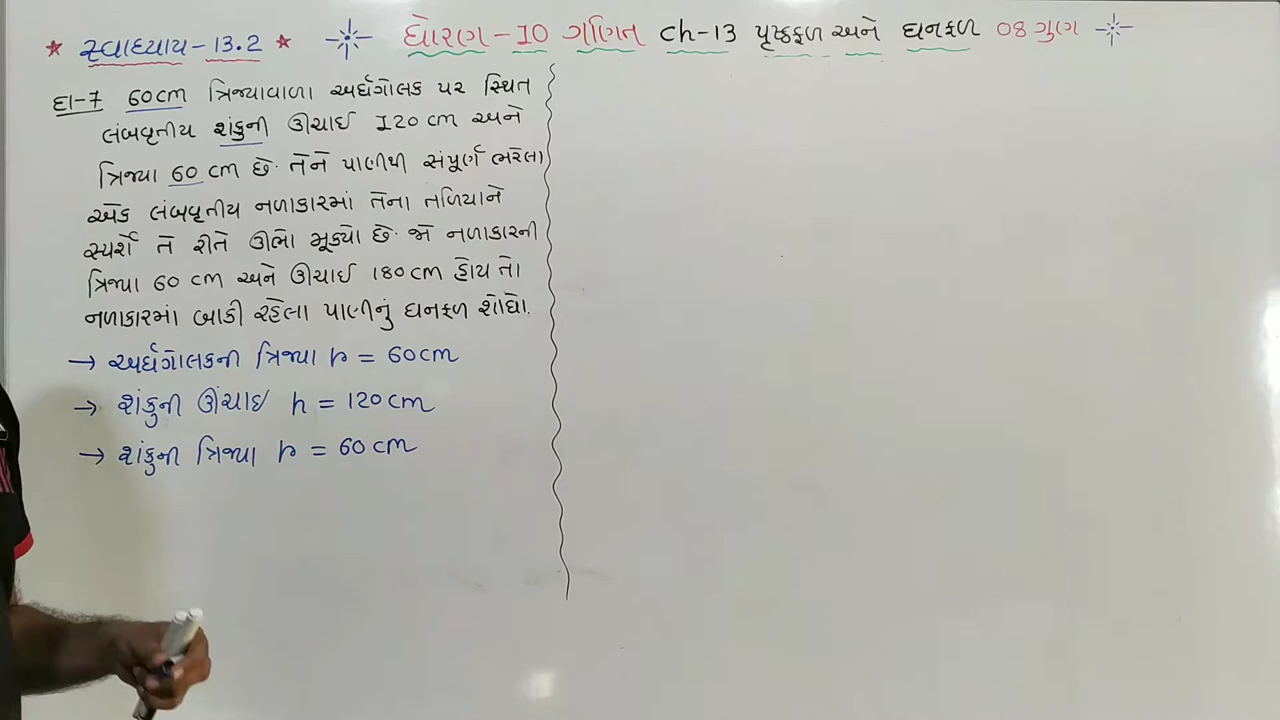 ★ સ્વાધ્યાય-13.2 ★ ધોરણ-10 ગણિત ch-13 પૃષ્ઠફળ અને ઘનફળ 08 ગુણ
દા-7 60cm ત્રિજ્યાવાળા અર્ધગોલક પર સ્થિત
લંબવૃત્તીય શંકુની ઊંચાઈ 120 cm અને
ત્રિજ્યા 60 cm છે. તેને પાણીથી સંપૂર્ણ ભરેલા
એક લંબવૃત્તીય નળાકારમાં તેના તળિયાને
સ્પર્શે તે રીતે ઊભો મૂક્યો છે. જો નળાકારની
ત્રિજ્યા 60 cm અને ઊંચાઈ 180 cm હોય તો
નળાકારમાં બાકી રહેલા પાણીનું ઘનફળ શોધો.
→ અર્ધગોલકની ત્રિજ્યા r = 60cm
→ શંકુની ઊંચાઈ h = 120 cm
→ શંકુની ત્રિજ્યા r = 60 cm